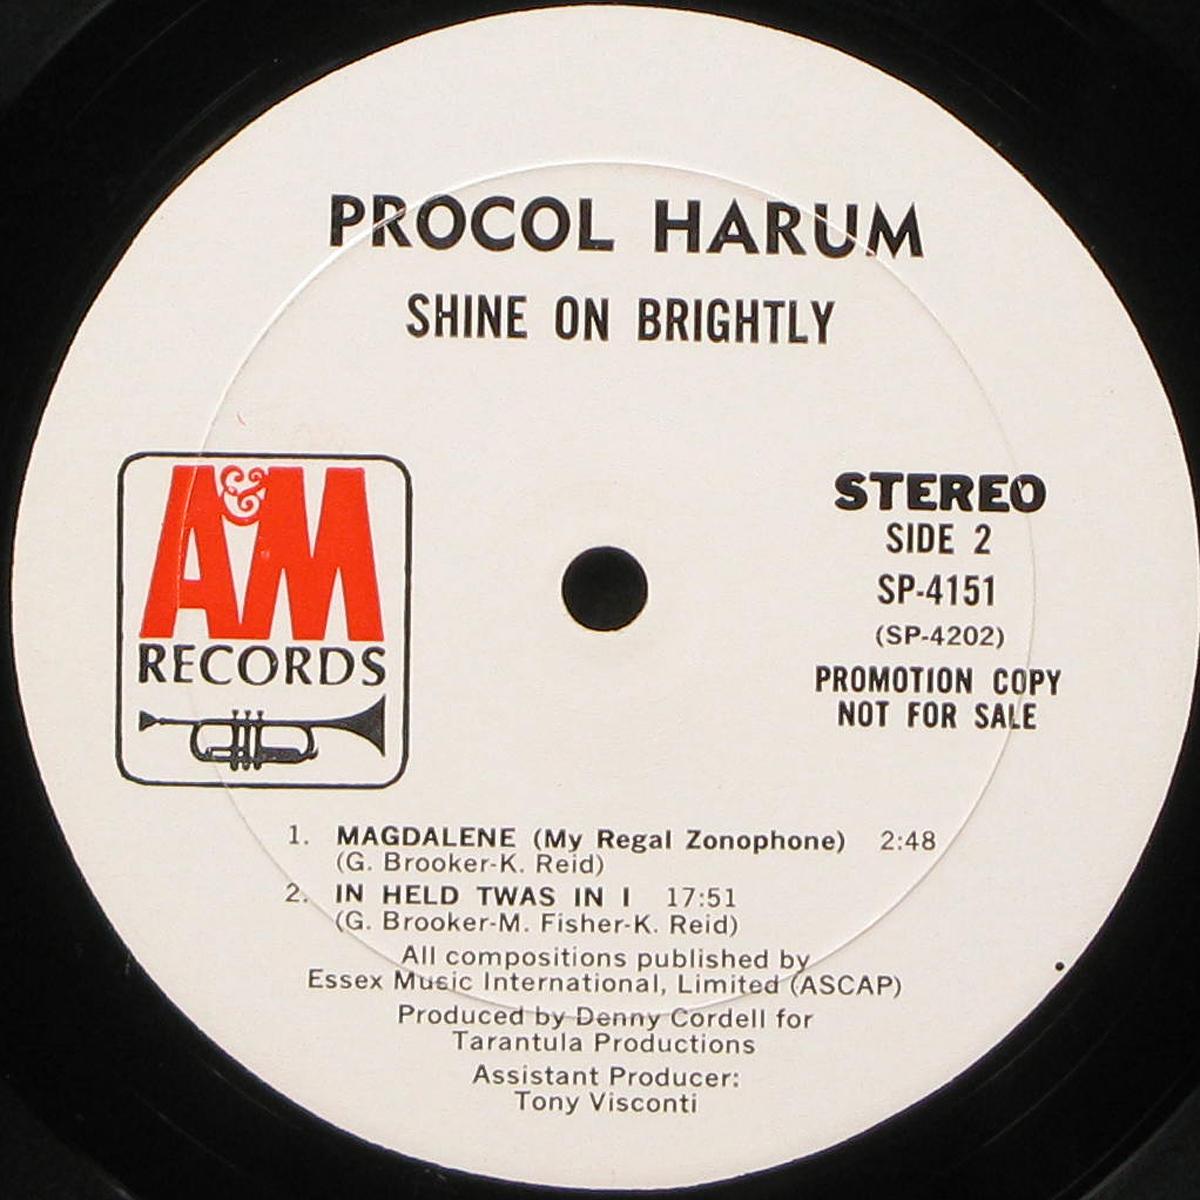 PROCOL HARUM
SHINE ON BRIGHTLY
A&M
RECORDS
STEREO
SIDE 2
SP-4151
(SP-4202)
PROMOTION COPY
NOT FOR SALE
1. MAGDALENE (My Regal Zonophone) 2:48
(G. Brooker-K. Reid)
2. IN HELD TWAS IN I 17:51
(G. Brooker-M. Fisher-K. Reid)
All compositions published by
Essex Music International, Limited (ASCAP)
Produced by Denny Cordell for
Tarantula Productions
Assistant Producer:
Tony Visconti